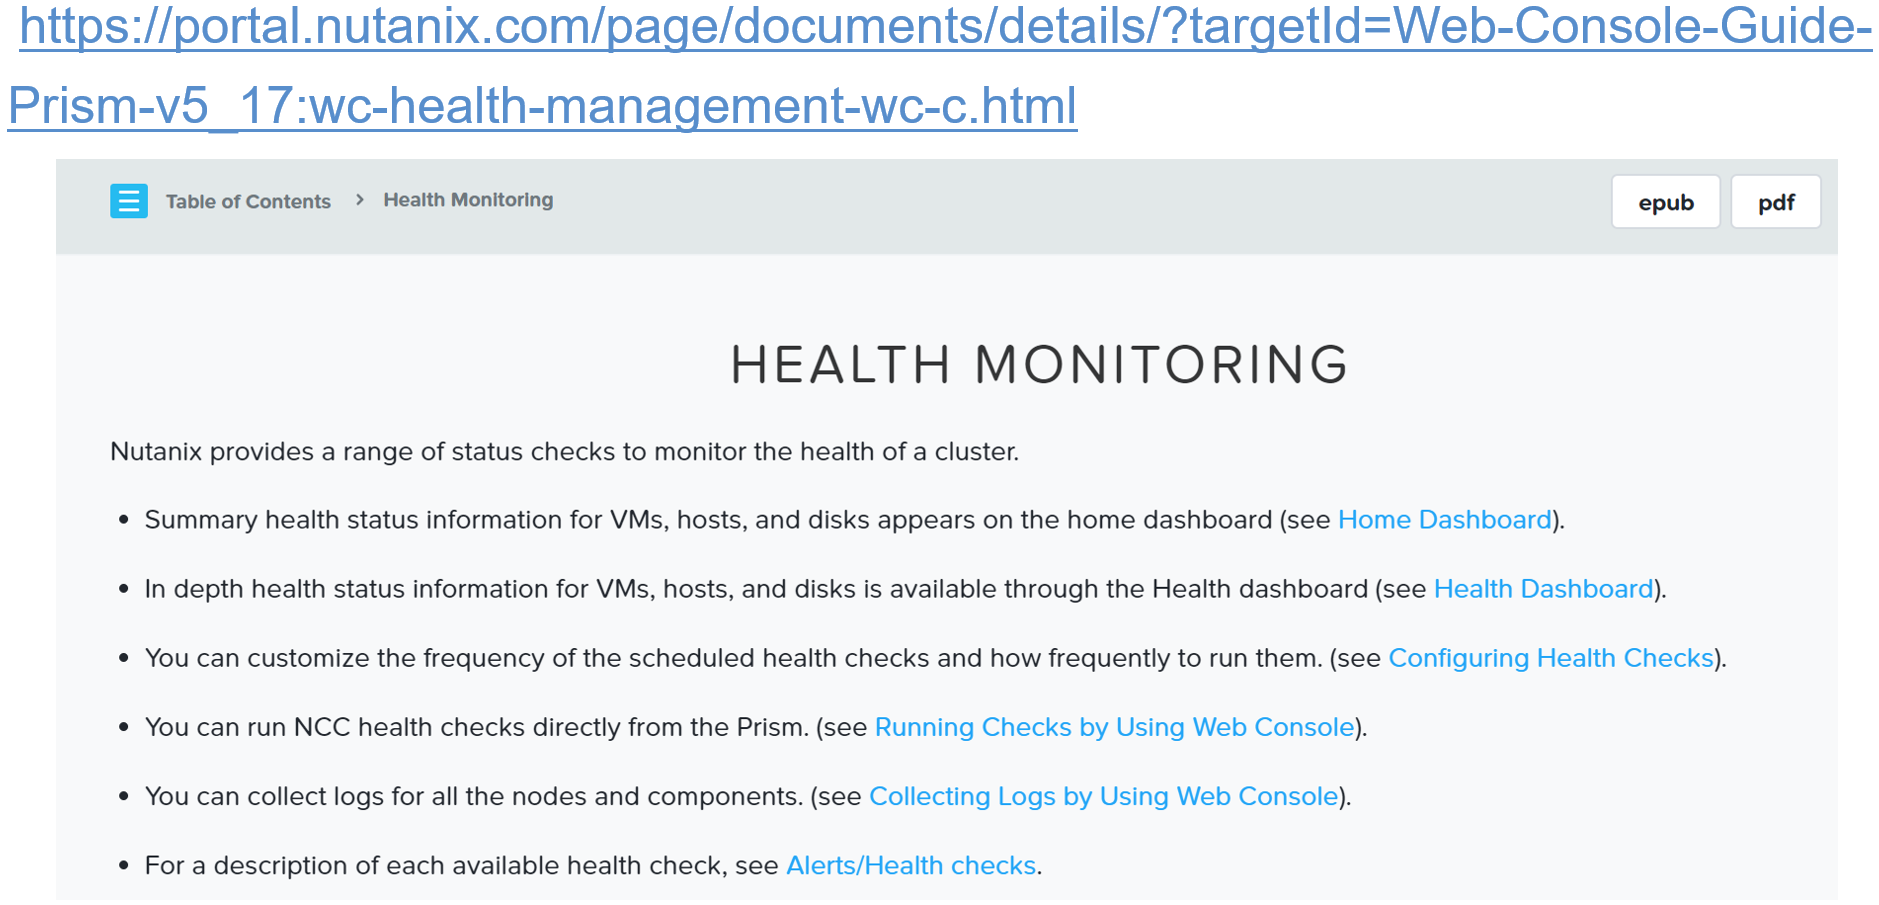 https://portal.nutanix.com/page/documents/details/?targetId=Web-Console-Guide-
Prism-v5_17:wc-health-management-wc-c.html
Table of Contents > Health Monitoring
epub pdf
HEALTH MONITORING
Nutanix provides a range of status checks to monitor the health of a cluster.
• Summary health status information for VMs, hosts, and disks appears on the home dashboard (see Home Dashboard).
• In depth health status information for VMs, hosts, and disks is available through the Health dashboard (see Health Dashboard).
• You can customize the frequency of the scheduled health checks and how frequently to run them. (see Configuring Health Checks).
• You can run NCC health checks directly from the Prism. (see Running Checks by Using Web Console).
• You can collect logs for all the nodes and components. (see Collecting Logs by Using Web Console).
• For a description of each available health check, see Alerts/Health checks.